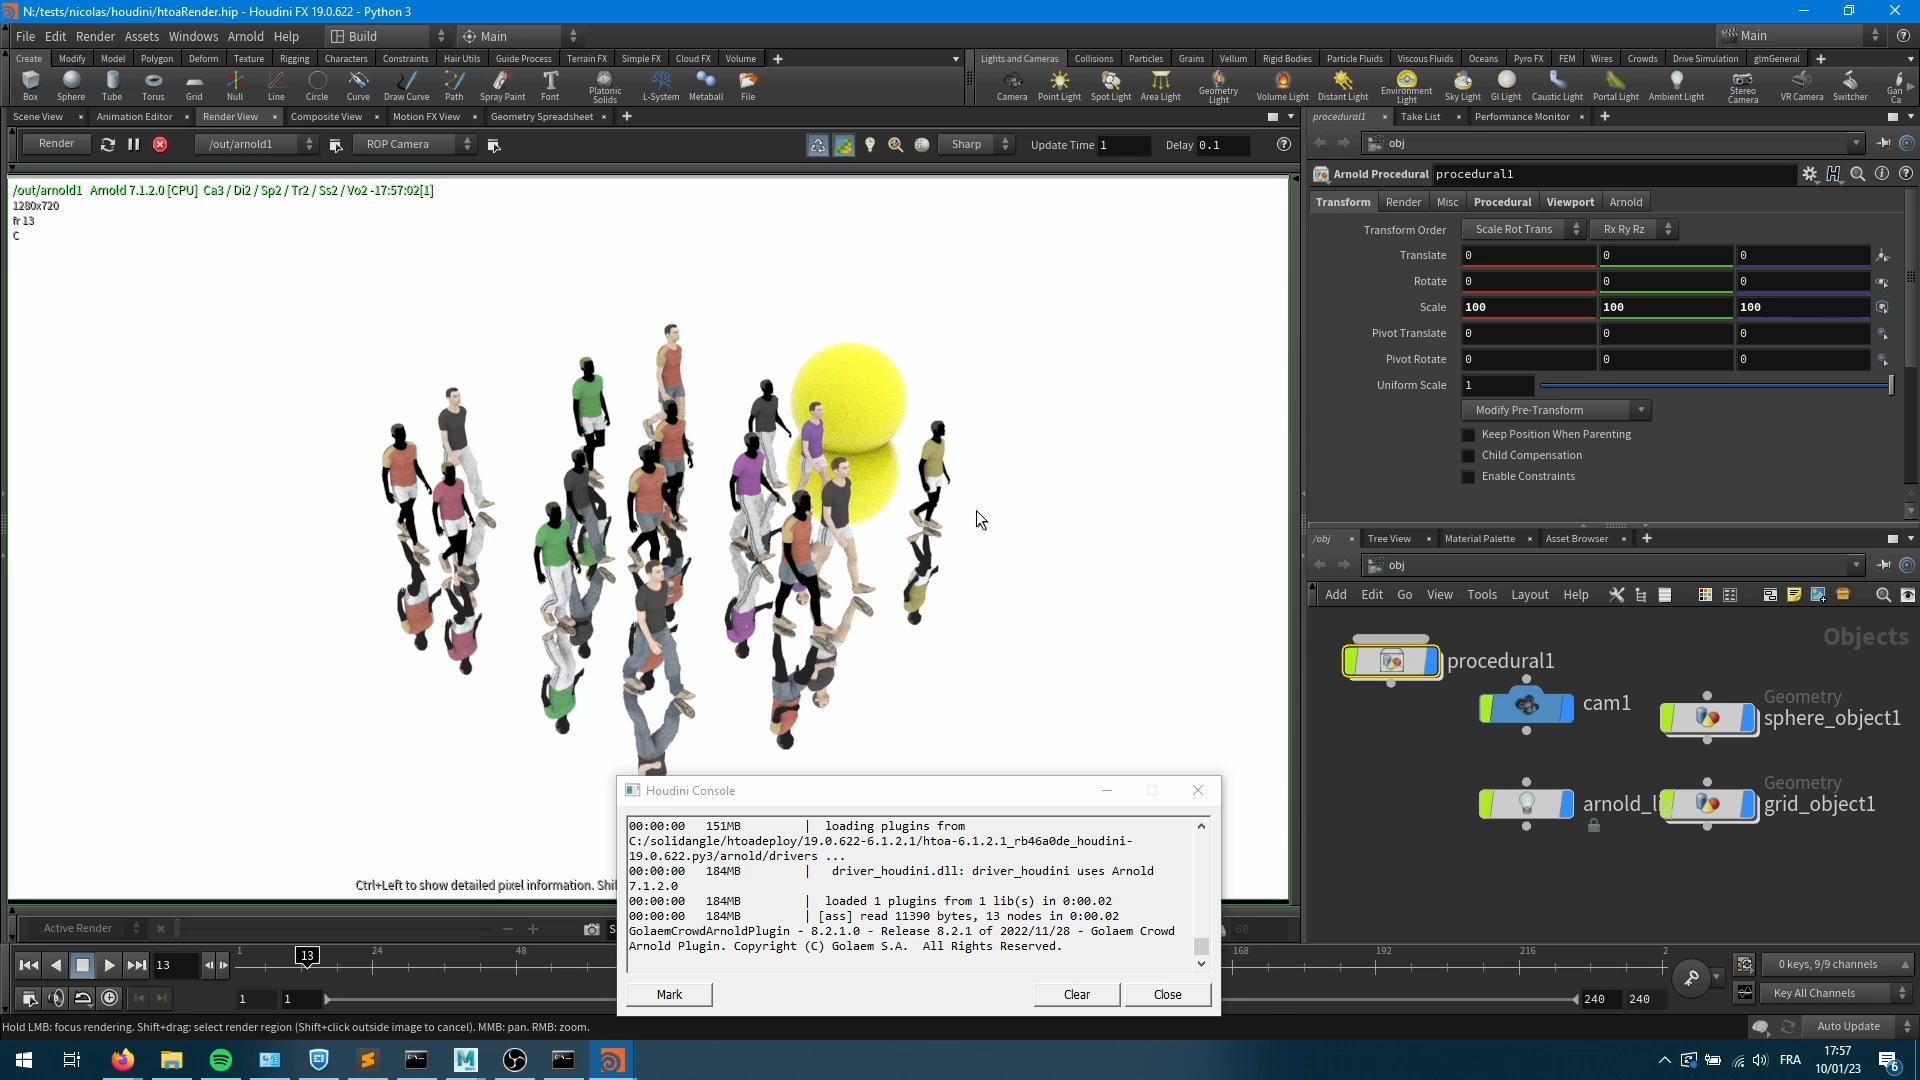 N:/tests/nicolas/houdini/htoaRender.hip - Houdini FX 19.0.622 - Python 3
File Edit Render Assets Windows Arnold Help Build Main Main
Create Modify Model Polygon Deform Texture Rigging Characters Constraints Hair Utils Guide Process Terrain FX Simple FX Cloud FX Volume
Lights and Cameras Collisions Particles Grains Vellum Rigid Bodies Particle Fluids Viscous Fluids Oceans Pyro FX FEM Wires Crowds Drive Simulation glmGeneral
Box Sphere Tube Torus Grid Null Line Circle Curve Draw Curve Path Spray Paint Font Platonic Solids L-System Metaball File
Camera Point Light Spot Light Area Light Geometry Light Volume Light Distant Light Environment Light Sky Light GI Light Caustic Light Portal Light Ambient Light Stereo Camera VR Camera Switcher Gan Ca
Scene View Animation Editor Render View Composite View Motion FX View Geometry Spreadsheet
Render /out/arnold1 ROP Camera Sharp Update Time 1 Delay 0.1
/out/arnold1 Arnold 7.1.2.0 [CPU] Ca3 / Di2 / Sp2 / Tr2 / Ss2 / Vo2 -17:57:02[1]
1280x720
fr 13
C
Ctrl+Left to show detailed pixel information. Shi
procedural1 Take List Performance Monitor
obj
Arnold Procedural procedural1
Transform Render Misc Procedural Viewport Arnold
Transform Order Scale Rot Trans Rx Ry Rz
Translate 0 0 0
Rotate 0 0 0
Scale 100 100 100
Pivot Translate 0 0 0
Pivot Rotate 0 0 0
Uniform Scale 1
Modify Pre-Transform
Keep Position When Parenting
Child Compensation
Enable Constraints
/obj Tree View Material Palette Asset Browser
obj
Add Edit Go View Tools Layout Help
Objects
procedural1
cam1
Geometry
sphere_object1
arnold_li
Geometry
grid_object1
Houdini Console
00:00:00 151MB | loading plugins from
C:/solidangle/htoadeploy/19.0.622-6.1.2.1/htoa-6.1.2.1_rb46a0de_houdini-
19.0.622.py3/arnold/drivers ...
00:00:00 184MB | driver_houdini.dll: driver_houdini uses Arnold
7.1.2.0
00:00:00 184MB | loaded 1 plugins from 1 lib(s) in 0:00.02
00:00:00 184MB | [ass] read 11390 bytes, 13 nodes in 0:00.02
GolaemCrowdArnoldPlugin - 8.2.1.0 - Release 8.2.1 of 2022/11/28 - Golaem Crowd
Arnold Plugin. Copyright (C) Golaem S.A. All Rights Reserved.
Mark Clear Close
Active Render S 60
13 1 13 24 48 168 192 216 2
0 keys, 9/9 channels
1 1 240 240
Key All Channels
Hold LMB: focus rendering. Shift+drag: select render region (Shift+click outside image to cancel). MMB: pan. RMB: zoom.
Auto Update
FRA
17:57
10/01/23
6